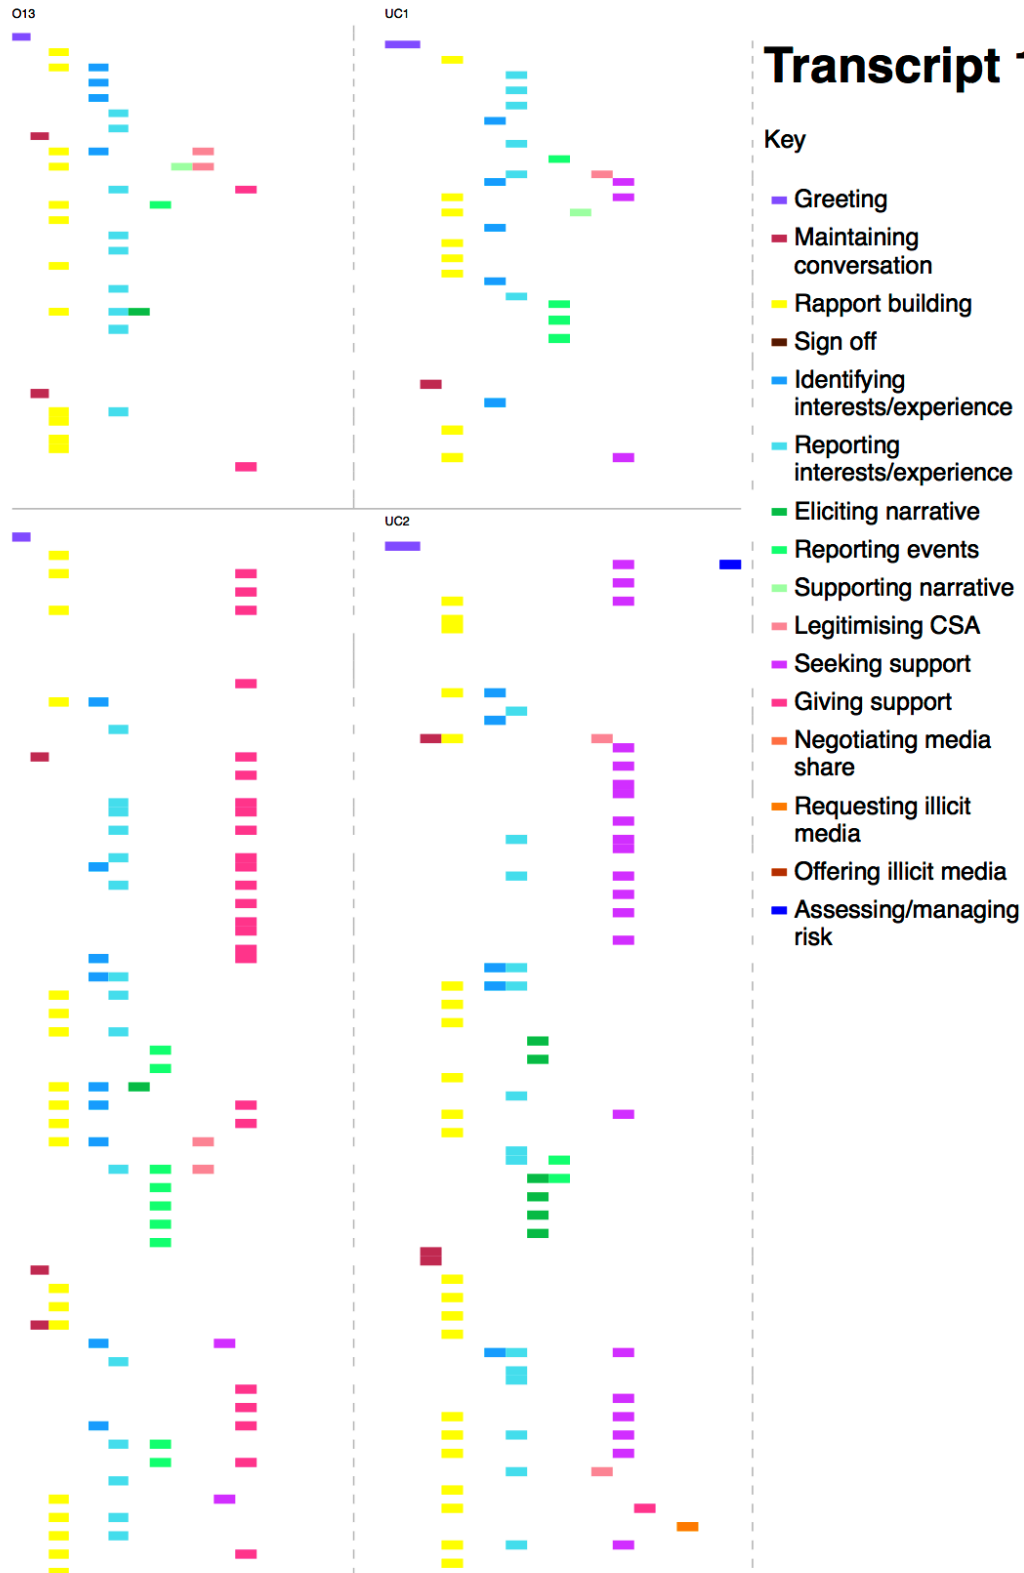 O13
UC1
Transcript
Key
Greeting
Maintaining
conversation
Rapport building
Sign off
Identifying
interests/experience
Reporting
interests/experience
Eliciting narrative
Reporting events
Supporting narrative
Legitimising CSA
Seeking support
Giving support
Negotiating media
share
Requesting illicit
media
Offering illicit media
Assessing/managing
risk
UC2